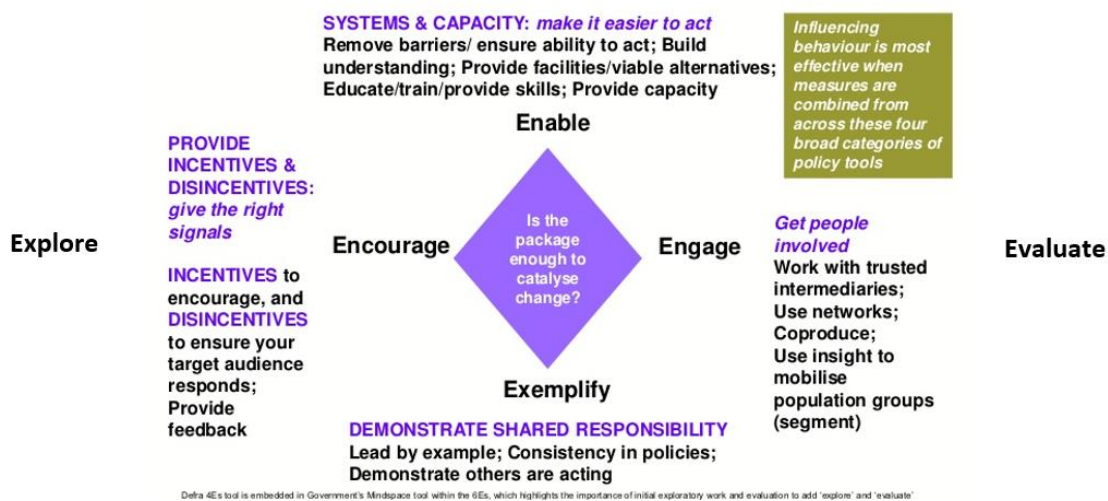 SYSTEMS & CAPACITY: make it easier to act
Remove barriers/ ensure ability to act; Build
understanding; Provide facilities/viable alternatives;
Educate/train/provide skills; Provide capacity
Enable
Influencing
behaviour is most
effective when
measures are
combined from
across these four
broad categories of
policy tools
Explore
PROVIDE
INCENTIVES &
DISINCENTIVES:
give the right
signals
INCENTIVES to
encourage, and
DISINCENTIVES
to ensure your
target audience
responds;
Provide
feedback
Encourage
Is the
package
enough to
catalyse
change?
Engage
Get people
involved
Work with trusted
intermediaries;
Use networks;
Coproduce;
Use insight to
mobilise
population groups
(segment)
Evaluate
Exemplify
DEMONSTRATE SHARED RESPONSIBILITY
Lead by example; Consistency in policies;
Demonstrate others are acting
Defra 4Es tool is embedded in Government's Mindspace tool within the 6Es, which highlights the importance of initial exploratory work and evaluation to add 'explore' and 'evaluate'